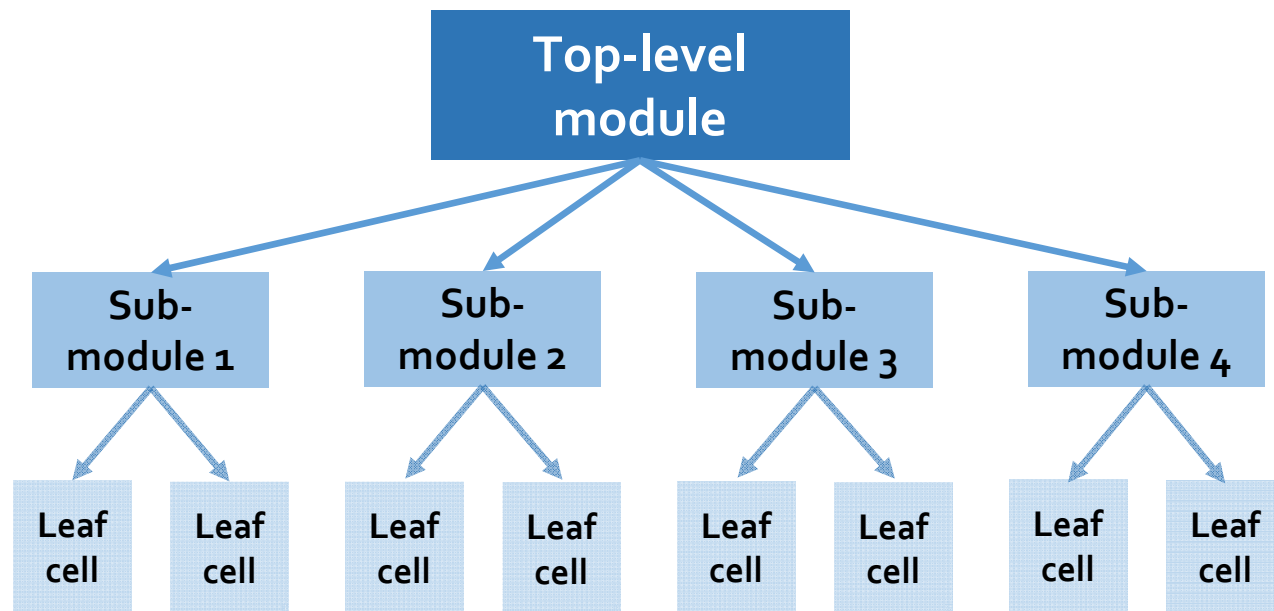 Top-level
module
Sub-
module 1
Sub-
module 2
Sub-
module 3
Sub-
module 4
Leaf
cell
Leaf
cell
Leaf
cell
Leaf
cell
Leaf
cell
Leaf
cell
Leaf
cell
Leaf
cell